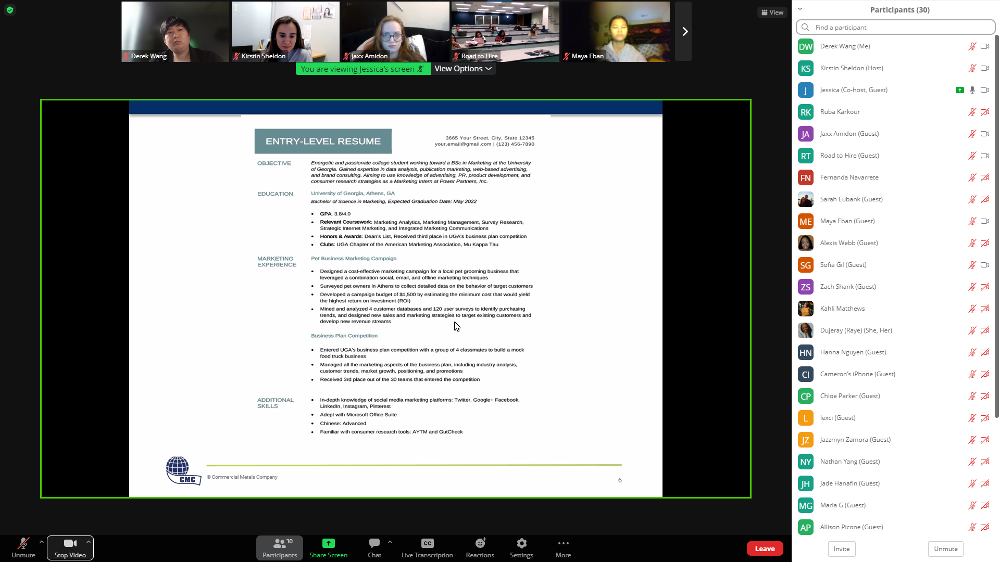 View
Derek Wang
Kirstin Sheldon
Jaxx Amidon
Road to Hire
Maya Eban
You are viewing Jessica's screen
View Options
ENTRY-LEVEL RESUME
3665 Your Street, City, State 12345
your.email@gmail.com | (123) 456-7890
OBJECTIVE
Energetic and passionate college student working toward a BSc in Marketing at the University
of Georgia. Gained expertise in data analysis, publication marketing, web-based advertising,
and brand consulting. Aiming to use knowledge of advertising, PR, product development, and
consumer research strategies as a Marketing Intern at Power Partners, Inc.
EDUCATION
University of Georgia, Athens, GA
Bachelor of Science in Marketing, Expected Graduation Date: May 2022
• GPA: 3.8/4.0
• Relevant Coursework: Marketing Analytics, Marketing Management, Survey Research,
Strategic Internet Marketing, and Integrated Marketing Communications
• Honors & Awards: Dean's List, Received third place in UGA's business plan competition
• Clubs: UGA Chapter of the American Marketing Association, Mu Kappa Tau
MARKETING
EXPERIENCE
Pet Business Marketing Campaign
• Designed a cost-effective marketing campaign for a local pet grooming business that
leveraged a combination social, email, and offline marketing techniques
• Surveyed pet owners in Athens to collect detailed data on the behavior of target customers
• Developed a campaign budget of $1,500 by estimating the minimum cost that would yield
the highest return on investment (ROI)
• Mined and analyzed 4 customer databases and 120 user surveys to identify purchasing
trends, and designed new sales and marketing strategies to target existing customers and
develop new revenue streams
Business Plan Competition
• Entered UGA's business plan competition with a group of 4 classmates to build a mock
food truck business
• Managed all the marketing aspects of the business plan, including industry analysis,
customer trends, market growth, positioning, and promotions
• Received 3rd place out of the 30 teams that entered the competition
ADDITIONAL
SKILLS
• In-depth knowledge of social media marketing platforms: Twitter, Google+ Facebook,
LinkedIn, Instagram, Pinterest
• Adept with Microsoft Office Suite
• Chinese: Advanced
• Familiar with consumer research tools: AYTM and GutCheck
CMC
© Commercial Metals Company
6
Unmute
Stop Video
30
Participants
Share Screen
Chat
CC
Live Transcription
Reactions
Settings
More
Leave
Participants (30)
Find a participant
DW Derek Wang (Me)
KS Kirstin Sheldon (Host)
J Jessica (Co-host, Guest)
RK Ruba Karkour
JA Jaxx Amidon (Guest)
RT Road to Hire (Guest)
FN Fernanda Navarrete
Sarah Eubank (Guest)
ME Maya Eban (Guest)
Alexis Webb (Guest)
SG Sofia Gil (Guest)
ZS Zach Shank (Guest)
Kahli Matthews
Dujeray (Raye) (She, Her)
HN Hanna Nguyen (Guest)
CI Cameron's iPhone (Guest)
CP Chloe Parker (Guest)
L lexci (Guest)
JZ Jazzmyn Zamora (Guest)
NY Nathan Yang (Guest)
JH Jade Hanafin (Guest)
MG Maria G (Guest)
AP Allison Picone (Guest)
Invite
Unmute